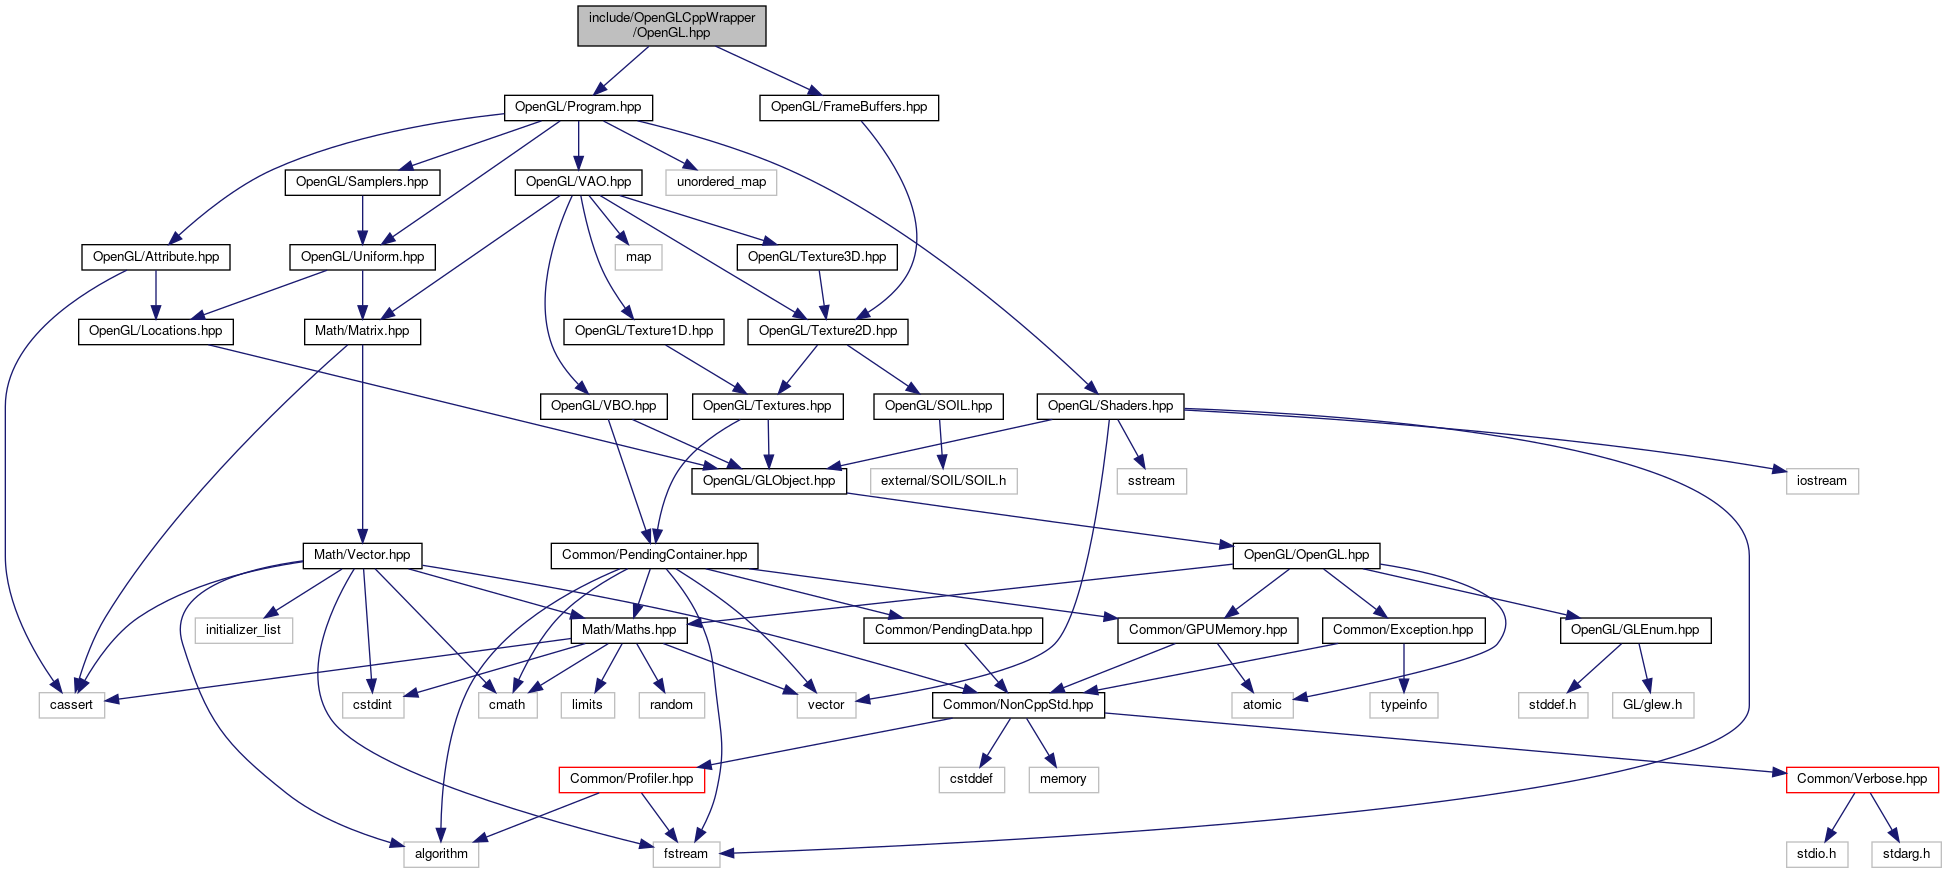 include/OpenGLCppWrapper
/OpenGL.hpp
OpenGL/Program.hpp
OpenGL/FrameBuffers.hpp
OpenGL/Samplers.hpp
OpenGL/VAO.hpp
unordered_map
OpenGL/Attribute.hpp
OpenGL/Uniform.hpp
map
OpenGL/Texture3D.hpp
OpenGL/Locations.hpp
Math/Matrix.hpp
OpenGL/Texture1D.hpp
OpenGL/Texture2D.hpp
OpenGL/VBO.hpp
OpenGL/Textures.hpp
OpenGL/SOIL.hpp
OpenGL/Shaders.hpp
OpenGL/GLObject.hpp
external/SOIL/SOIL.h
sstream
iostream
Math/Vector.hpp
Common/PendingContainer.hpp
OpenGL/OpenGL.hpp
initializer_list
Math/Maths.hpp
Common/PendingData.hpp
Common/GPUMemory.hpp
Common/Exception.hpp
OpenGL/GLEnum.hpp
cassert
cstdint
cmath
limits
random
vector
Common/NonCppStd.hpp
atomic
typeinfo
stddef.h
GL/glew.h
Common/Profiler.hpp
cstddef
memory
Common/Verbose.hpp
algorithm
fstream
stdio.h
stdarg.h